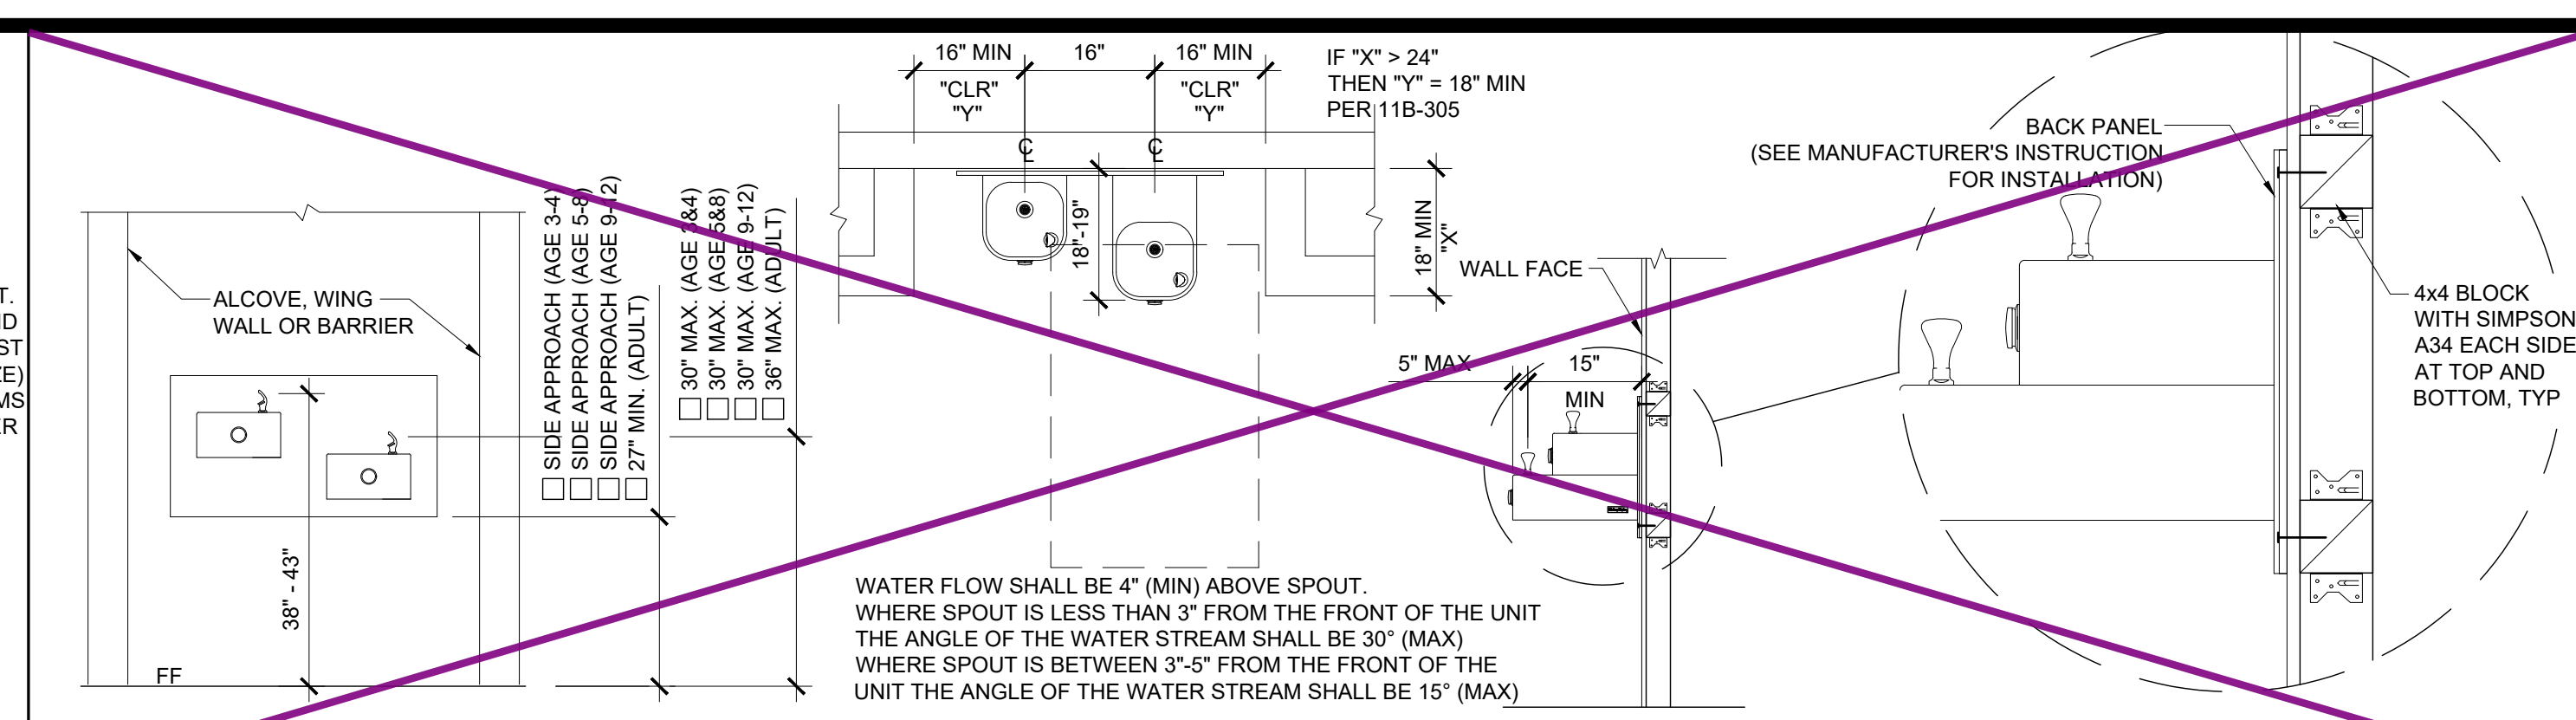 T.
ND
ST
ZE)
MS
ER
ALCOVE, WING
WALL OR BARRIER
38" - 43"
FF
SIDE APPROACH (AGE 3-4)
SIDE APPROACH (AGE 5-8)
SIDE APPROACH (AGE 9-12)
27" MIN. (ADULT)
30" MAX. (AGE 3&4)
30" MAX. (AGE 5&8)
30" MAX. (AGE 9-12)
36" MAX. (ADULT)
16" MIN
16"
16" MIN
"CLR"
"Y"
"CLR"
"Y"
IF "X" > 24"
THEN "Y" = 18" MIN
PER 11B-305
CL
CL
18"-19"
18" MIN
"X"
WATER FLOW SHALL BE 4" (MIN) ABOVE SPOUT.
WHERE SPOUT IS LESS THAN 3" FROM THE FRONT OF THE UNIT
THE ANGLE OF THE WATER STREAM SHALL BE 30° (MAX)
WHERE SPOUT IS BETWEEN 3"-5" FROM THE FRONT OF THE
UNIT THE ANGLE OF THE WATER STREAM SHALL BE 15° (MAX)
WALL FACE
5" MAX
15"
MIN
BACK PANEL
(SEE MANUFACTURER'S INSTRUCTION
FOR INSTALLATION)
4x4 BLOCK
WITH SIMPSON
A34 EACH SIDE
AT TOP AND
BOTTOM, TYP